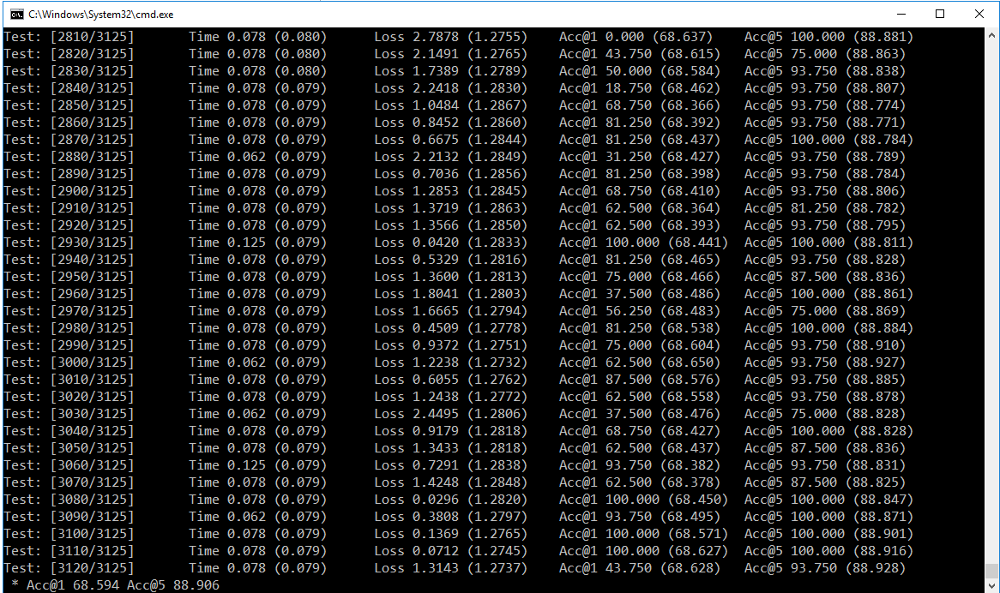 C:\Windows\System32\cmd.exe
Test: [2810/3125] Time 0.078 (0.080) Loss 2.7878 (1.2755) Acc@1 0.000 (68.637) Acc@5 100.000 (88.881)
Test: [2820/3125] Time 0.078 (0.080) Loss 2.1491 (1.2765) Acc@1 43.750 (68.615) Acc@5 75.000 (88.863)
Test: [2830/3125] Time 0.078 (0.080) Loss 1.7389 (1.2789) Acc@1 50.000 (68.584) Acc@5 93.750 (88.838)
Test: [2840/3125] Time 0.078 (0.079) Loss 2.2418 (1.2830) Acc@1 18.750 (68.462) Acc@5 93.750 (88.807)
Test: [2850/3125] Time 0.078 (0.079) Loss 1.0484 (1.2867) Acc@1 68.750 (68.366) Acc@5 93.750 (88.774)
Test: [2860/3125] Time 0.078 (0.079) Loss 0.8452 (1.2860) Acc@1 81.250 (68.392) Acc@5 93.750 (88.771)
Test: [2870/3125] Time 0.078 (0.079) Loss 0.6675 (1.2844) Acc@1 81.250 (68.437) Acc@5 100.000 (88.784)
Test: [2880/3125] Time 0.062 (0.079) Loss 2.2132 (1.2849) Acc@1 31.250 (68.427) Acc@5 93.750 (88.789)
Test: [2890/3125] Time 0.078 (0.079) Loss 0.7036 (1.2856) Acc@1 81.250 (68.398) Acc@5 93.750 (88.784)
Test: [2900/3125] Time 0.078 (0.079) Loss 1.2853 (1.2845) Acc@1 68.750 (68.410) Acc@5 93.750 (88.806)
Test: [2910/3125] Time 0.078 (0.079) Loss 1.3719 (1.2863) Acc@1 62.500 (68.364) Acc@5 81.250 (88.782)
Test: [2920/3125] Time 0.078 (0.079) Loss 1.3566 (1.2850) Acc@1 62.500 (68.393) Acc@5 93.750 (88.795)
Test: [2930/3125] Time 0.125 (0.079) Loss 0.0420 (1.2833) Acc@1 100.000 (68.441) Acc@5 100.000 (88.811)
Test: [2940/3125] Time 0.078 (0.079) Loss 0.5329 (1.2816) Acc@1 81.250 (68.465) Acc@5 93.750 (88.828)
Test: [2950/3125] Time 0.078 (0.079) Loss 1.3600 (1.2813) Acc@1 75.000 (68.466) Acc@5 87.500 (88.836)
Test: [2960/3125] Time 0.078 (0.079) Loss 1.8041 (1.2803) Acc@1 37.500 (68.486) Acc@5 100.000 (88.861)
Test: [2970/3125] Time 0.078 (0.079) Loss 1.6665 (1.2794) Acc@1 56.250 (68.483) Acc@5 75.000 (88.869)
Test: [2980/3125] Time 0.078 (0.079) Loss 0.4509 (1.2778) Acc@1 81.250 (68.538) Acc@5 100.000 (88.884)
Test: [2990/3125] Time 0.078 (0.079) Loss 0.9372 (1.2751) Acc@1 75.000 (68.604) Acc@5 93.750 (88.910)
Test: [3000/3125] Time 0.062 (0.079) Loss 1.2238 (1.2732) Acc@1 62.500 (68.650) Acc@5 93.750 (88.927)
Test: [3010/3125] Time 0.078 (0.079) Loss 0.6055 (1.2762) Acc@1 87.500 (68.576) Acc@5 93.750 (88.885)
Test: [3020/3125] Time 0.078 (0.079) Loss 1.2438 (1.2772) Acc@1 62.500 (68.558) Acc@5 93.750 (88.878)
Test: [3030/3125] Time 0.062 (0.079) Loss 2.4495 (1.2806) Acc@1 37.500 (68.476) Acc@5 75.000 (88.828)
Test: [3040/3125] Time 0.078 (0.079) Loss 0.9179 (1.2818) Acc@1 68.750 (68.427) Acc@5 100.000 (88.828)
Test: [3050/3125] Time 0.078 (0.079) Loss 1.3433 (1.2818) Acc@1 62.500 (68.437) Acc@5 87.500 (88.836)
Test: [3060/3125] Time 0.125 (0.079) Loss 0.7291 (1.2838) Acc@1 93.750 (68.382) Acc@5 93.750 (88.831)
Test: [3070/3125] Time 0.078 (0.079) Loss 1.4248 (1.2848) Acc@1 62.500 (68.378) Acc@5 87.500 (88.825)
Test: [3080/3125] Time 0.078 (0.079) Loss 0.0296 (1.2820) Acc@1 100.000 (68.450) Acc@5 100.000 (88.847)
Test: [3090/3125] Time 0.062 (0.079) Loss 0.3808 (1.2797) Acc@1 93.750 (68.495) Acc@5 100.000 (88.871)
Test: [3100/3125] Time 0.078 (0.079) Loss 0.1369 (1.2765) Acc@1 100.000 (68.571) Acc@5 100.000 (88.901)
Test: [3110/3125] Time 0.078 (0.079) Loss 0.0712 (1.2745) Acc@1 100.000 (68.627) Acc@5 100.000 (88.916)
Test: [3120/3125] Time 0.078 (0.079) Loss 1.3143 (1.2737) Acc@1 43.750 (68.628) Acc@5 93.750 (88.928)
* Acc@1 68.594 Acc@5 88.906